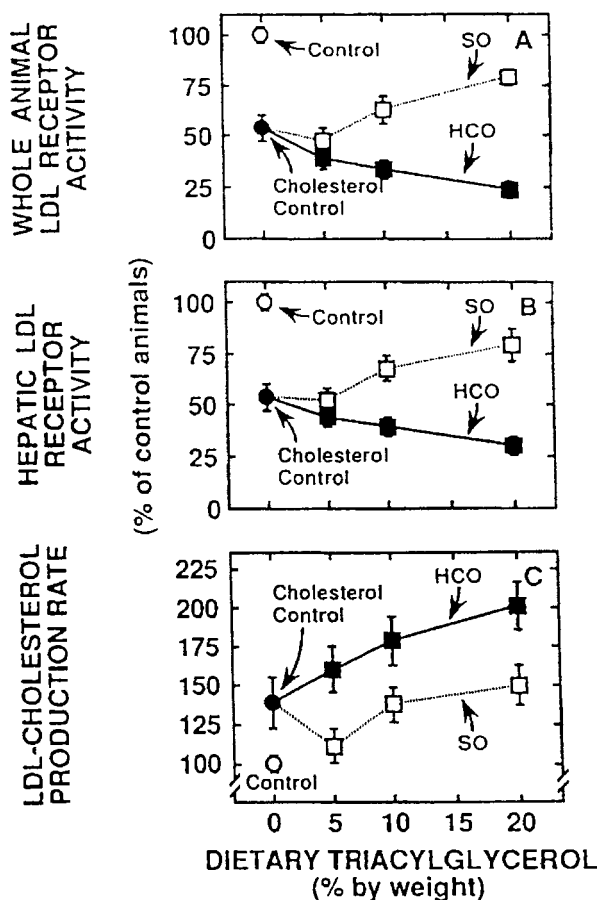 WHOLE ANIMAL
LDL RECEPTOR
ACITIVITY
100
75
50
25
0
Control
SO
A
HCO
Cholesterol
Control
HEPATIC LDL
RECEPTOR
ACTIVITY
(% of control animals)
100
75
50
25
0
Control
SO
B
HCO
Cholesterol
Control
LDL-CHOLESTEROL
PRODUCTION RATE
225
200
175
150
125
100
Cholesterol
Control
HCO
C
SO
Control
0 5 10 15 20
DIETARY TRIACYLGLYCEROL
(% by weight)